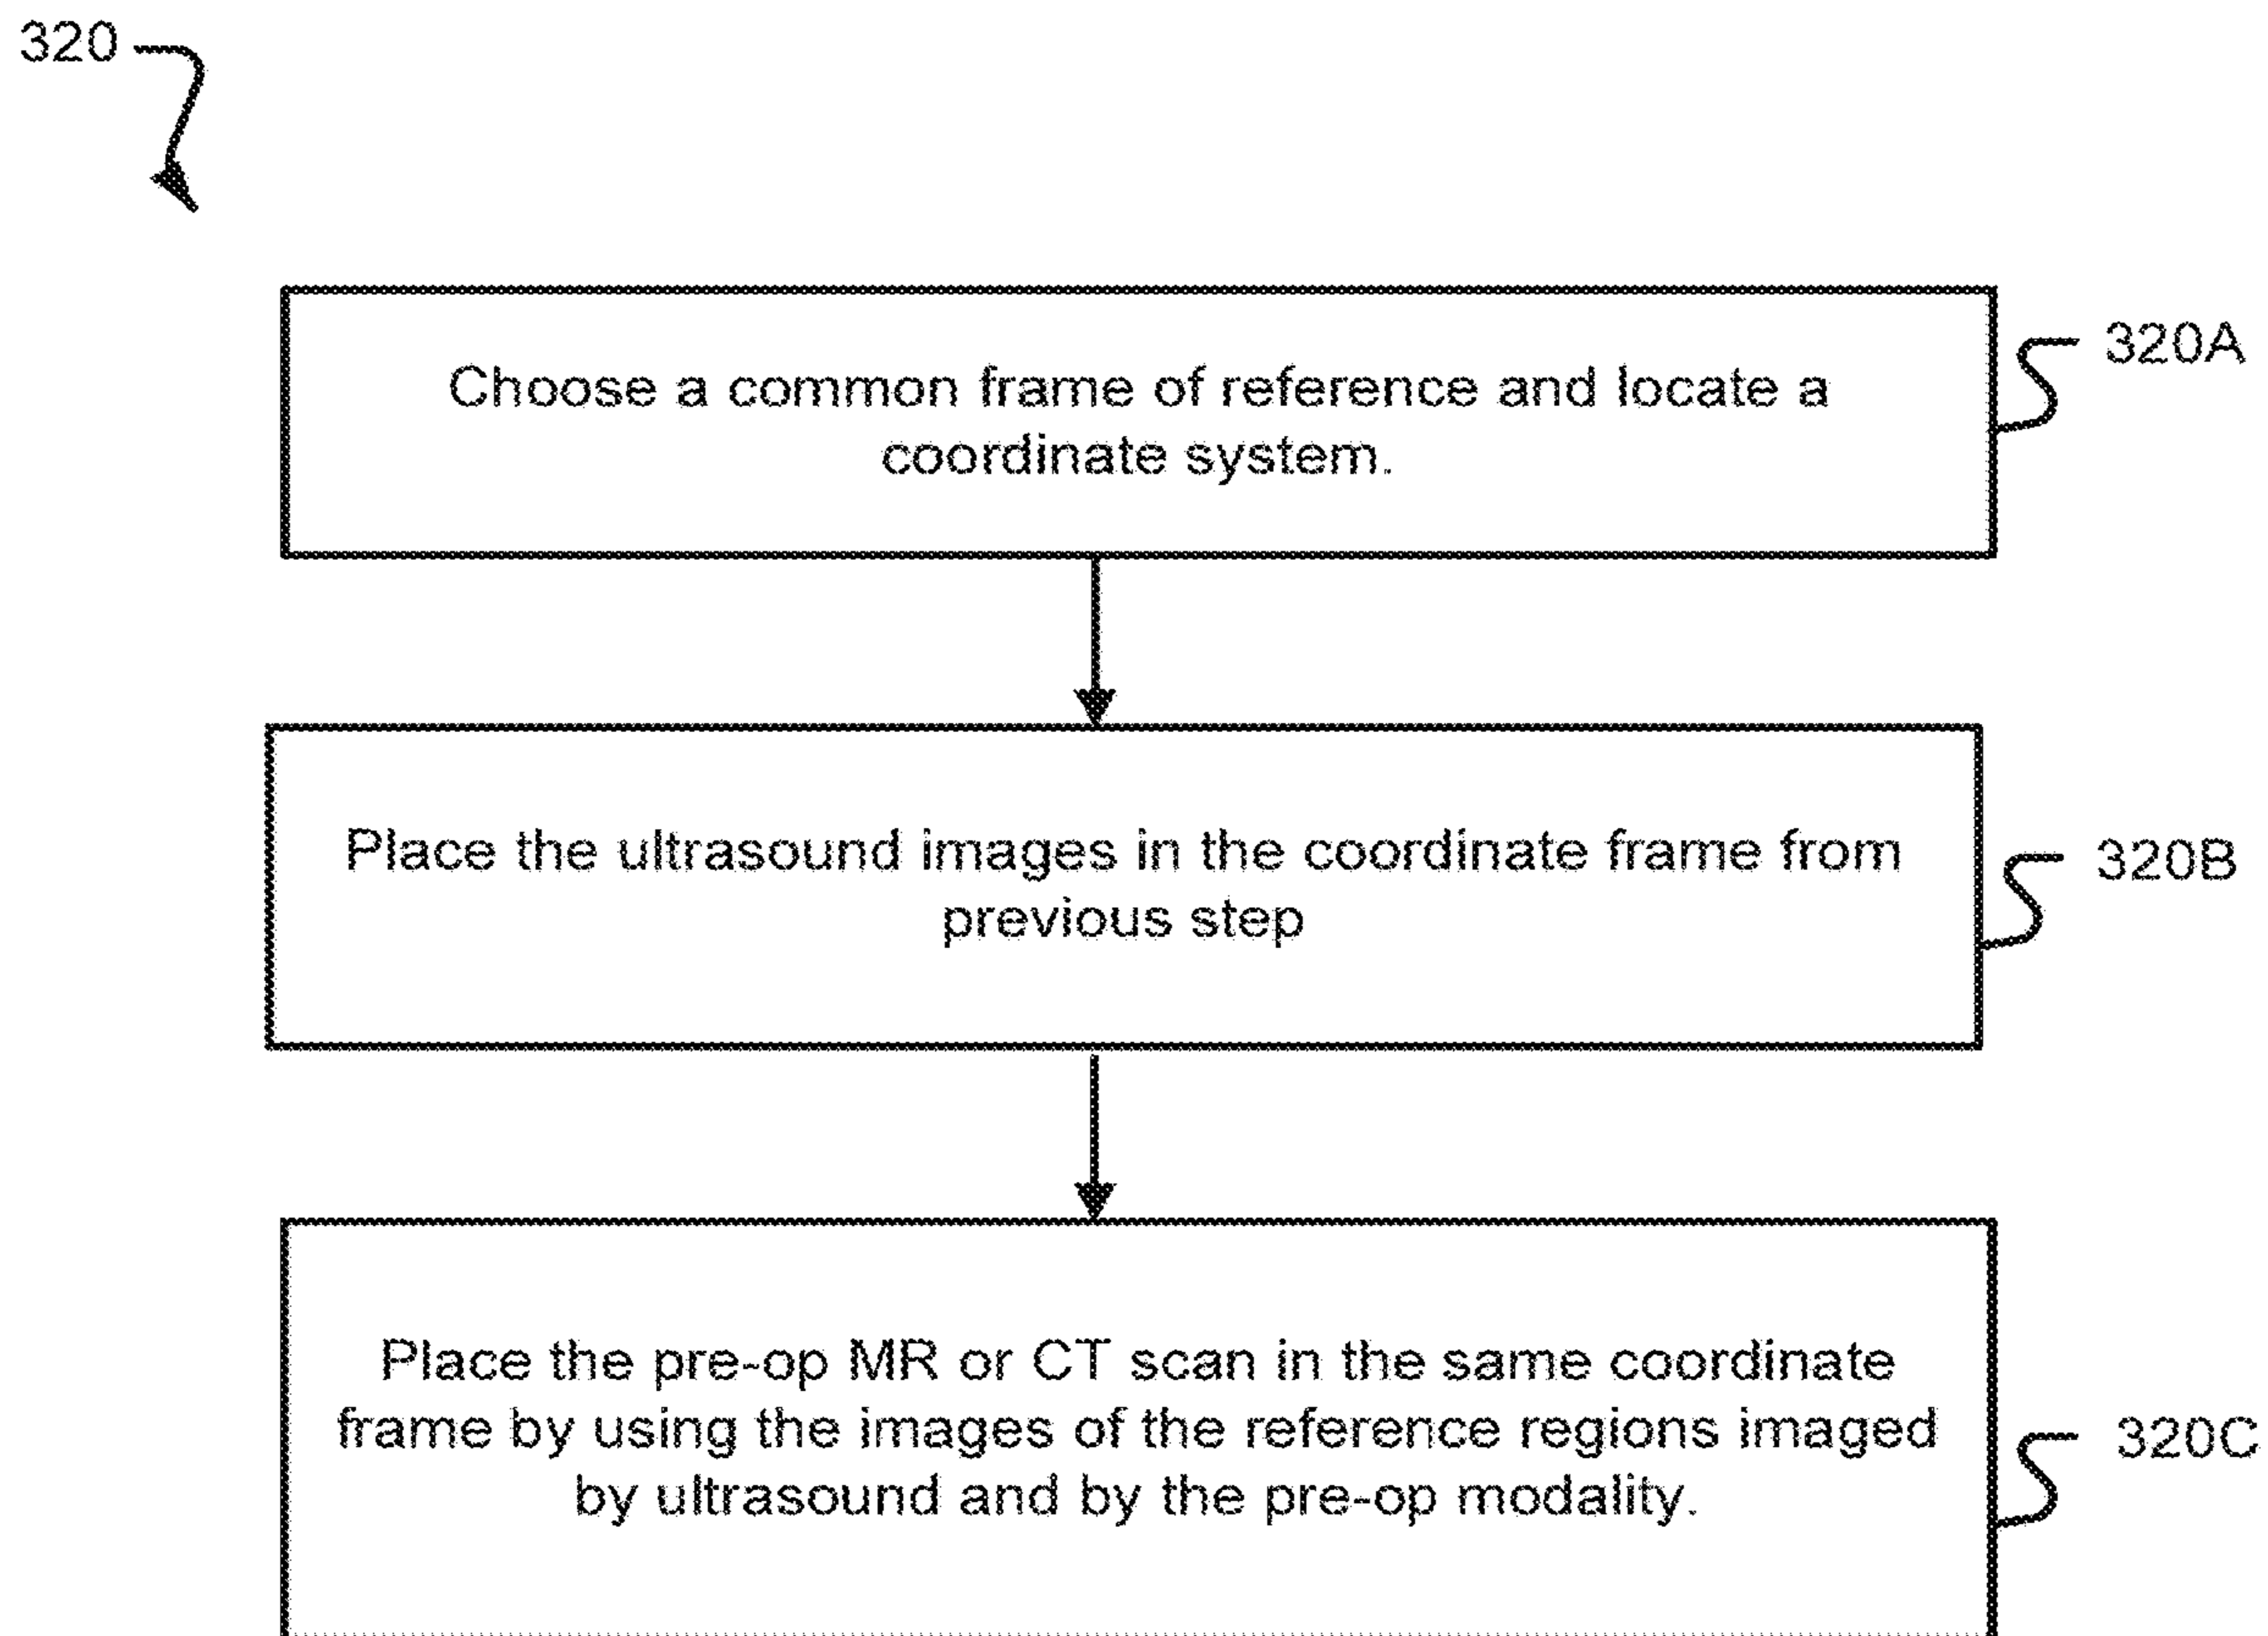 320
Choose a common frame of reference and locate a
coordinate system.
320A
Place the ultrasound images in the coordinate frame from
previous step
320B
Place the pre-op MR or CT scan in the same coordinate
frame by using the images of the reference regions imaged
by ultrasound and by the pre-op modality.
320C